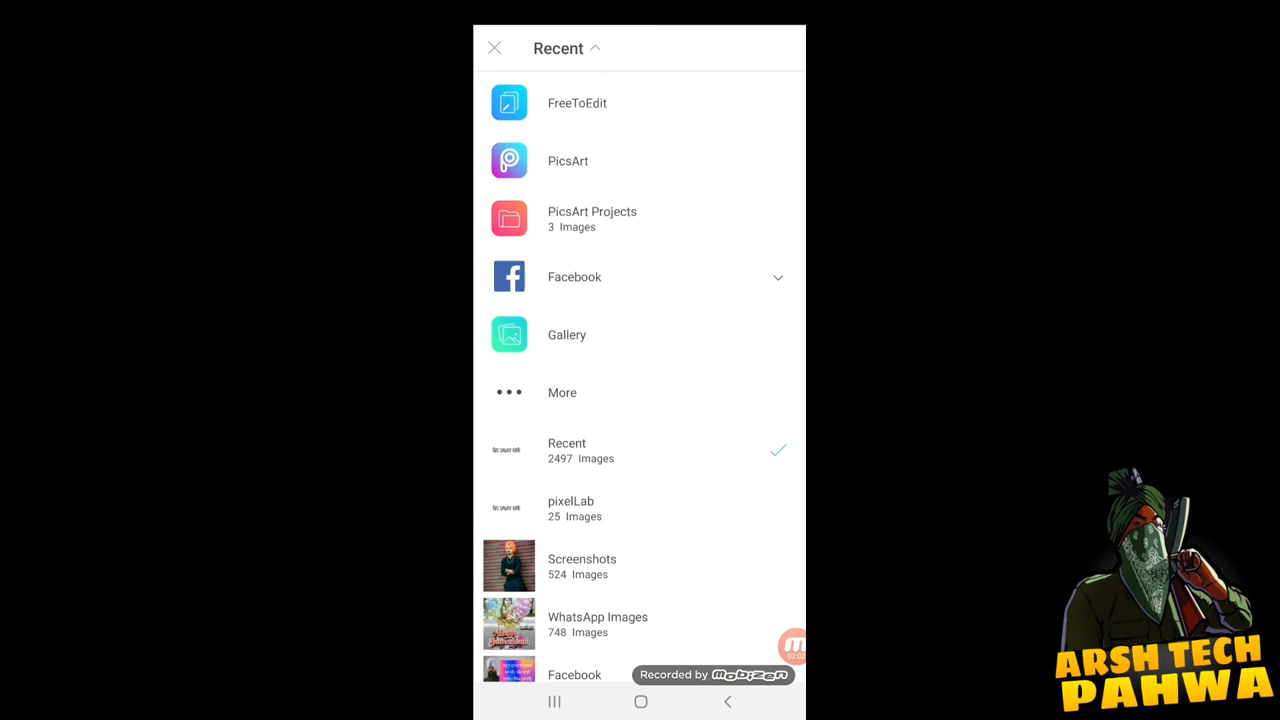 Recent
FreeToEdit
PicsArt
PicsArt Projects
3 Images
Facebook
Gallery
More
Recent
2497 Images
pixelLab
25 Images
Screenshots
524 Images
WhatsApp Images
748 Images
Facebook
Recorded by mobizen
ARSH TECH
PAHWA